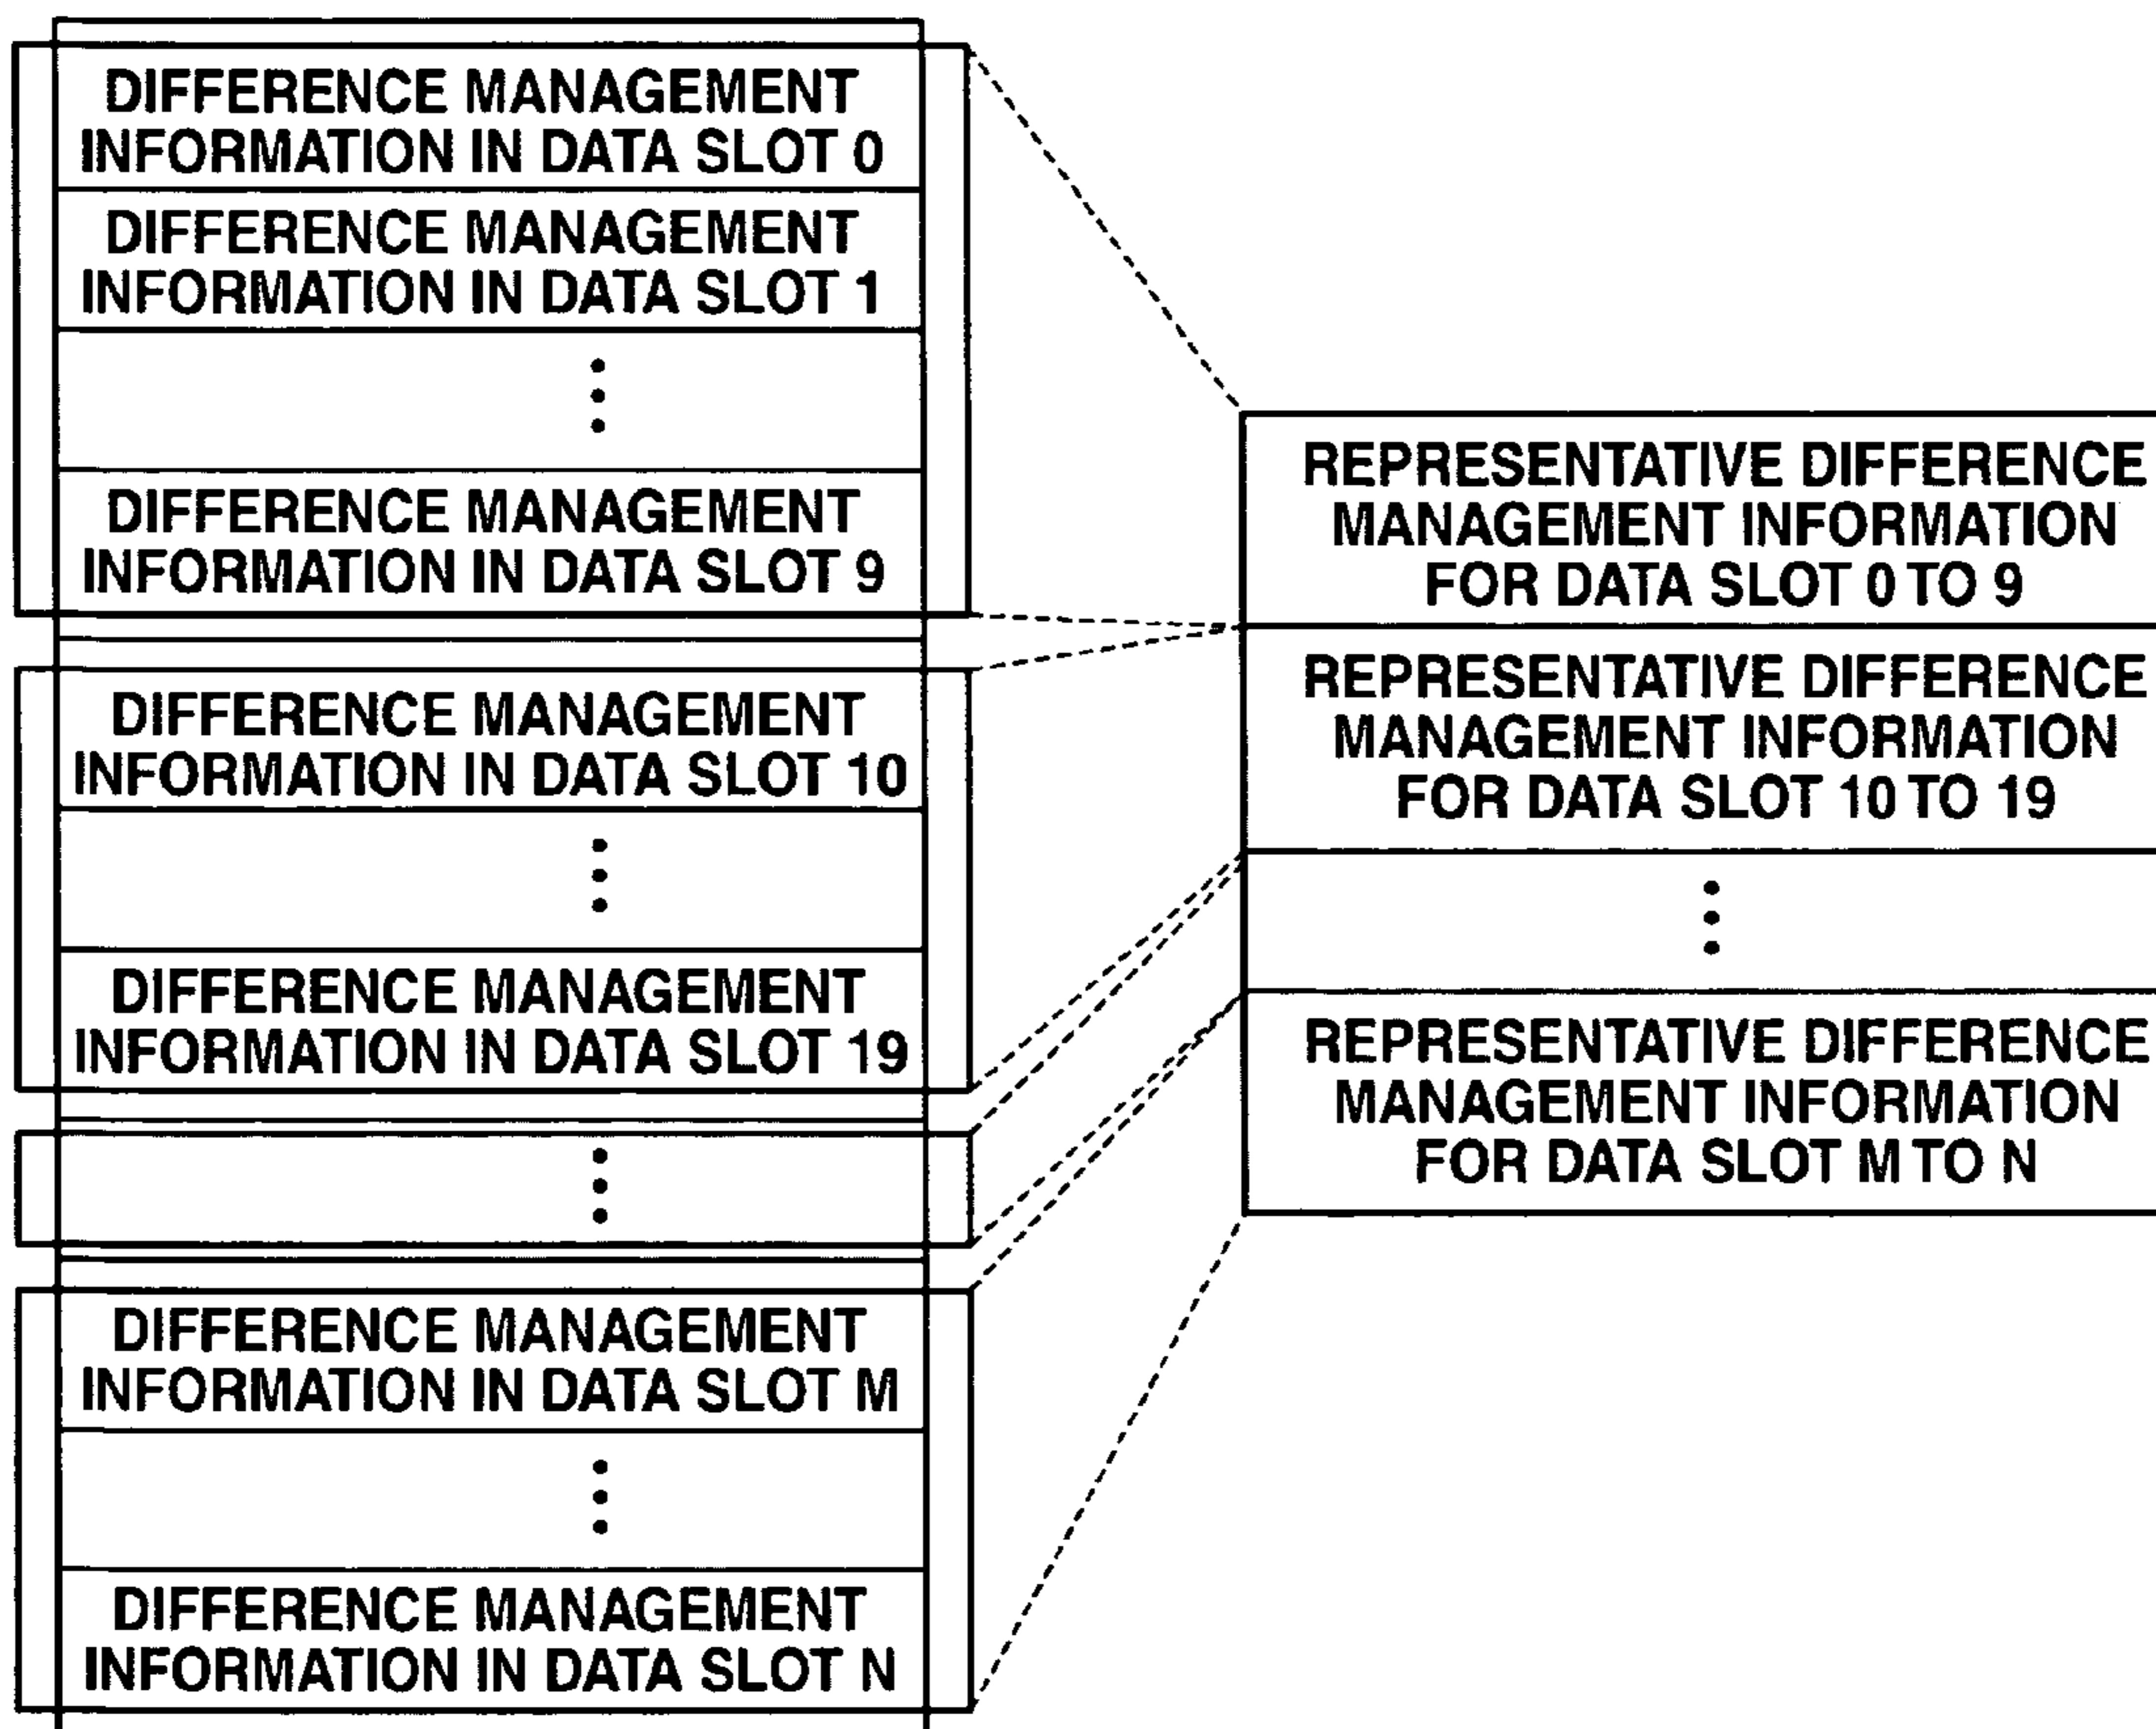 DIFFERENCE MANAGEMENT
INFORMATION IN DATA SLOT 0
DIFFERENCE MANAGEMENT
INFORMATION IN DATA SLOT 1
DIFFERENCE MANAGEMENT
INFORMATION IN DATA SLOT 9
DIFFERENCE MANAGEMENT
INFORMATION IN DATA SLOT 10
DIFFERENCE MANAGEMENT
INFORMATION IN DATA SLOT 19
DIFFERENCE MANAGEMENT
INFORMATION IN DATA SLOT M
DIFFERENCE MANAGEMENT
INFORMATION IN DATA SLOT N
REPRESENTATIVE DIFFERENCE
MANAGEMENT INFORMATION
FOR DATA SLOT 0 TO 9
REPRESENTATIVE DIFFERENCE
MANAGEMENT INFORMATION
FOR DATA SLOT 10 TO 19
REPRESENTATIVE DIFFERENCE
MANAGEMENT INFORMATION
FOR DATA SLOT M TO N